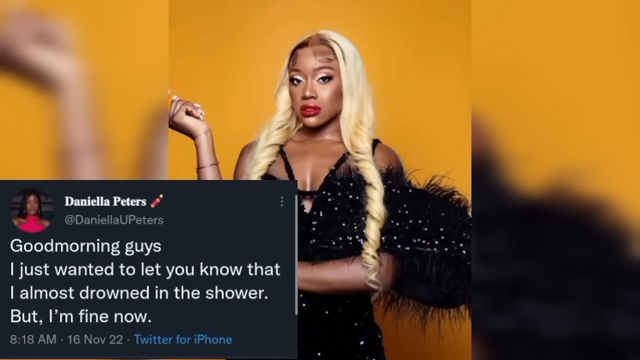 Daniella Peters 🧨
@DaniellaUPeters
Goodmorning guys
I just wanted to let you know that
I almost drowned in the shower.
But, I'm fine now.
8:18 AM · 16 Nov 22 · Twitter for iPhone